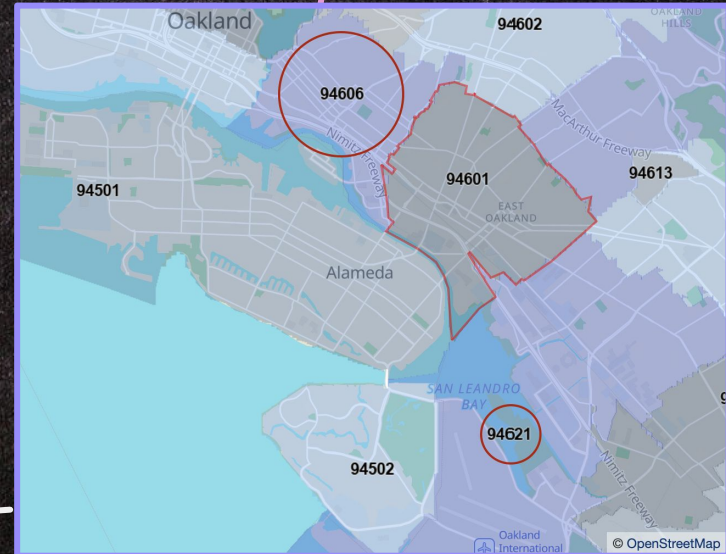 Oakland
94602
OAKLAND
HILLS
94606
MacArthur Freeway
Nimitz Freeway
94601
94613
94501
EAST
OAKLAND
Alameda
SAN LEANDRO
BAY
94621
94502
Nimitz Freeway
Oakland
International
© OpenStreetMap